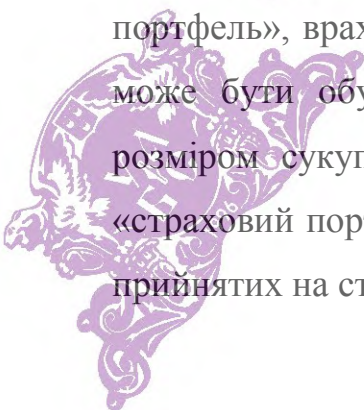 портфель», врах
може бути обу
розміром сукуп
«страховий пор
прийнятих на ст